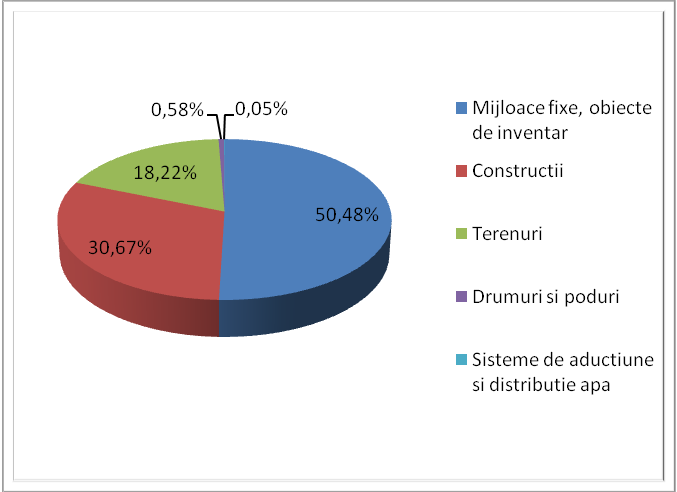 0,58%
0,05%
18,22%
50,48%
30,67%
Mijloace fixe, obiecte
de inventar
Constructii
Terenuri
Drumuri si poduri
Sisteme de aductiune
si distributie apa